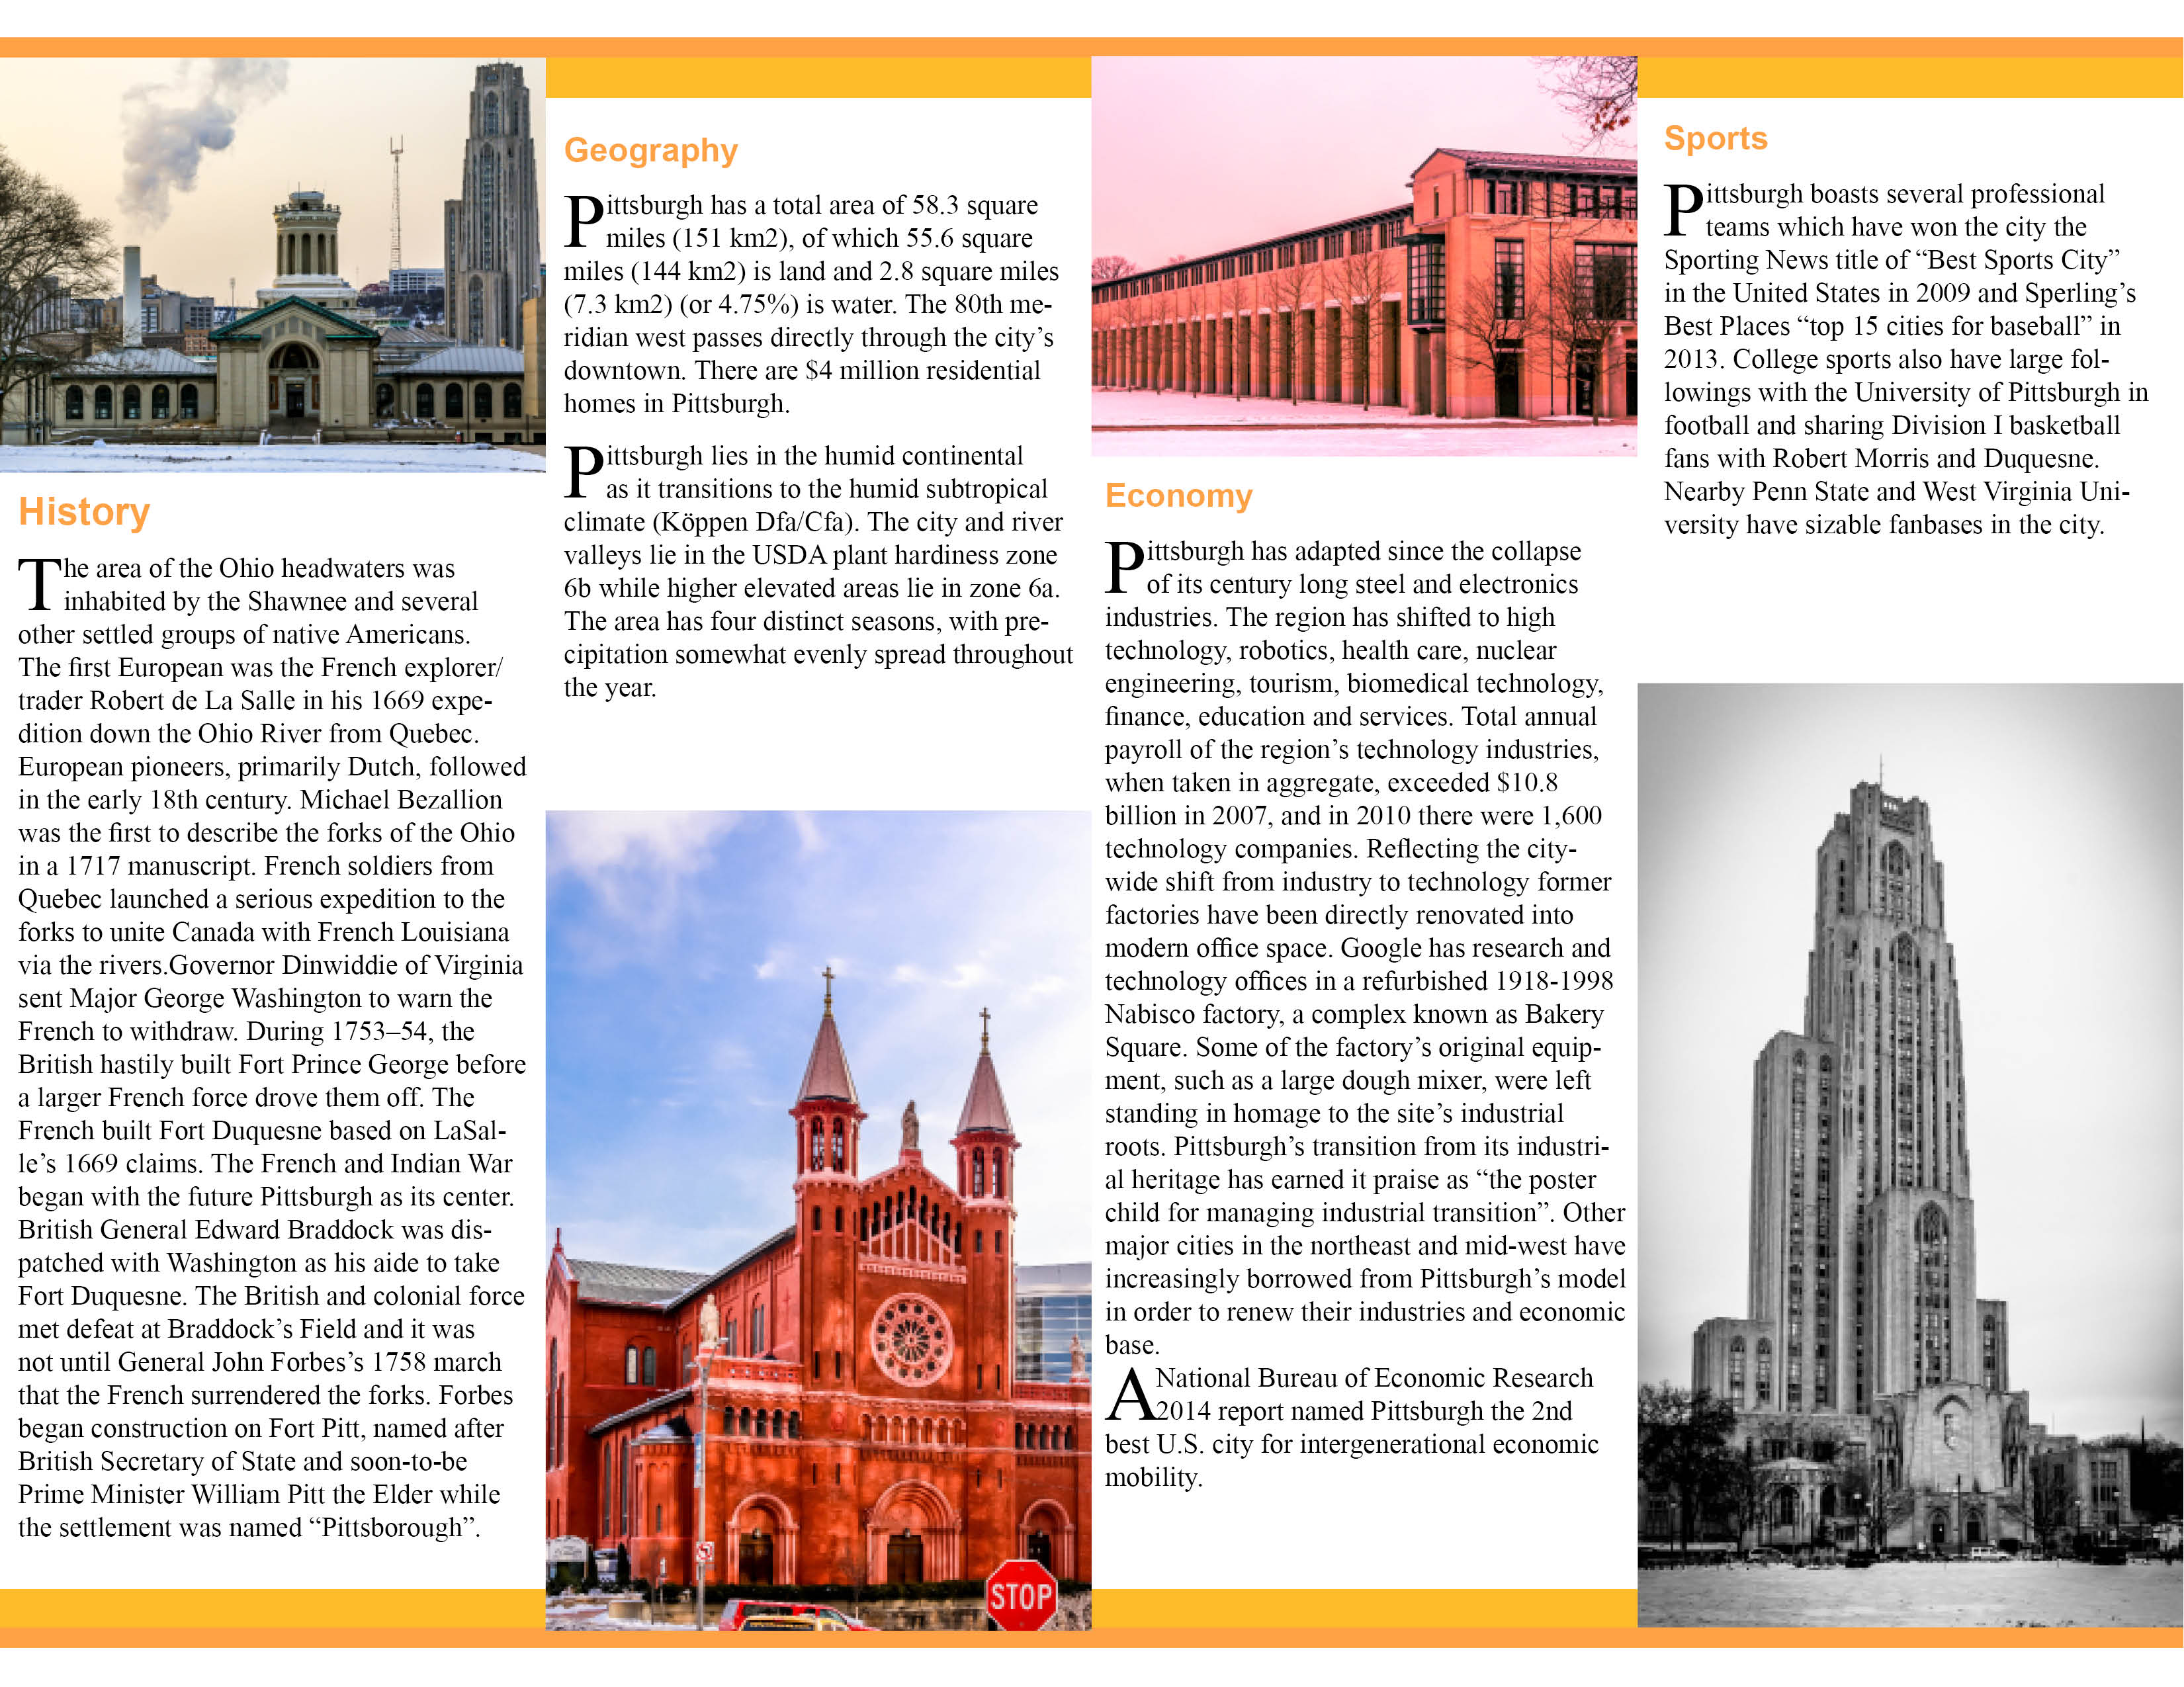 History
The area of the Ohio headwaters was
inhabited by the Shawnee and several
other settled groups of native Americans.
The first European was the French explorer/
trader Robert de La Salle in his 1669 expe-
dition down the Ohio River from Quebec.
European pioneers, primarily Dutch, followed
in the early 18th century. Michael Bezallion
was the first to describe the forks of the Ohio
in a 1717 manuscript. French soldiers from
Quebec launched a serious expedition to the
forks to unite Canada with French Louisiana
via the rivers.Governor Dinwiddie of Virginia
sent Major George Washington to warn the
French to withdraw. During 1753–54, the
British hastily built Fort Prince George before
a larger French force drove them off. The
French built Fort Duquesne based on LaSal-
le’s 1669 claims. The French and Indian War
began with the future Pittsburgh as its center.
British General Edward Braddock was dis-
patched with Washington as his aide to take
Fort Duquesne. The British and colonial force
met defeat at Braddock’s Field and it was
not until General John Forbes’s 1758 march
that the French surrendered the forks. Forbes
began construction on Fort Pitt, named after
British Secretary of State and soon-to-be
Prime Minister William Pitt the Elder while
the settlement was named “Pittsborough”.
Geography
Pittsburgh has a total area of 58.3 square
miles (151 km2), of which 55.6 square
miles (144 km2) is land and 2.8 square miles
(7.3 km2) (or 4.75%) is water. The 80th me-
ridian west passes directly through the city’s
downtown. There are $4 million residential
homes in Pittsburgh.
Pittsburgh lies in the humid continental
as it transitions to the humid subtropical
climate (Köppen Dfa/Cfa). The city and river
valleys lie in the USDA plant hardiness zone
6b while higher elevated areas lie in zone 6a.
The area has four distinct seasons, with pre-
cipitation somewhat evenly spread throughout
the year.
STOP
Economy
Pittsburgh has adapted since the collapse
of its century long steel and electronics
industries. The region has shifted to high
technology, robotics, health care, nuclear
engineering, tourism, biomedical technology,
finance, education and services. Total annual
payroll of the region’s technology industries,
when taken in aggregate, exceeded $10.8
billion in 2007, and in 2010 there were 1,600
technology companies. Reflecting the city-
wide shift from industry to technology former
factories have been directly renovated into
modern office space. Google has research and
technology offices in a refurbished 1918-1998
Nabisco factory, a complex known as Bakery
Square. Some of the factory’s original equip-
ment, such as a large dough mixer, were left
standing in homage to the site’s industrial
roots. Pittsburgh’s transition from its industri-
al heritage has earned it praise as “the poster
child for managing industrial transition”. Other
major cities in the northeast and mid-west have
increasingly borrowed from Pittsburgh’s model
in order to renew their industries and economic
base.
A National Bureau of Economic Research
2014 report named Pittsburgh the 2nd
best U.S. city for intergenerational economic
mobility.
Sports
Pittsburgh boasts several professional
teams which have won the city the
Sporting News title of “Best Sports City”
in the United States in 2009 and Sperling’s
Best Places “top 15 cities for baseball” in
2013. College sports also have large fol-
lowings with the University of Pittsburgh in
football and sharing Division I basketball
fans with Robert Morris and Duquesne.
Nearby Penn State and West Virginia Uni-
versity have sizable fanbases in the city.